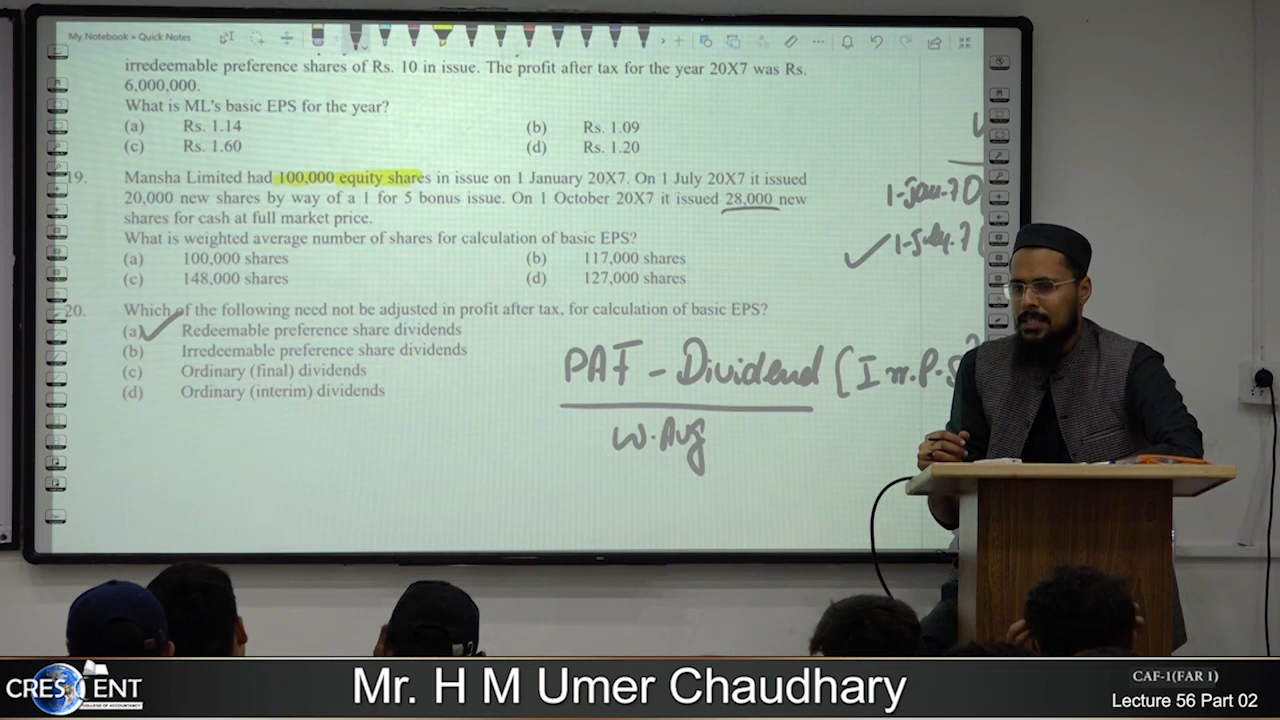 My Notebook » Quick Notes
irredeemable preference shares of Rs. 10 in issue. The profit after tax for the year 20X7 was Rs.
6,000,000.
What is ML's basic EPS for the year?
(a) Rs. 1.14 (b) Rs. 1.09
(c) Rs. 1.60 (d) Rs. 1.20
19. Mansha Limited had 100,000 equity shares in issue on 1 January 20X7. On 1 July 20X7 it issued
20,000 new shares by way of a 1 for 5 bonus issue. On 1 October 20X7 it issued 28,000 new
shares for cash at full market price.
What is weighted average number of shares for calculation of basic EPS?
(a) 100,000 shares (b) 117,000 shares
(c) 148,000 shares (d) 127,000 shares
20. Which of the following need not be adjusted in profit after tax, for calculation of basic EPS?
(a) Redeemable preference share dividends
(b) Irredeemable preference share dividends
(c) Ordinary (final) dividends
(d) Ordinary (interim) dividends
1-Jan-7
1-July-7
PAT - Dividend (Irr.P.S
W.Avg
CRESCENT
COLLEGE OF ACCOUNTANCY
Mr. H M Umer Chaudhary
CAF-1(FAR 1)
Lecture 56 Part 02